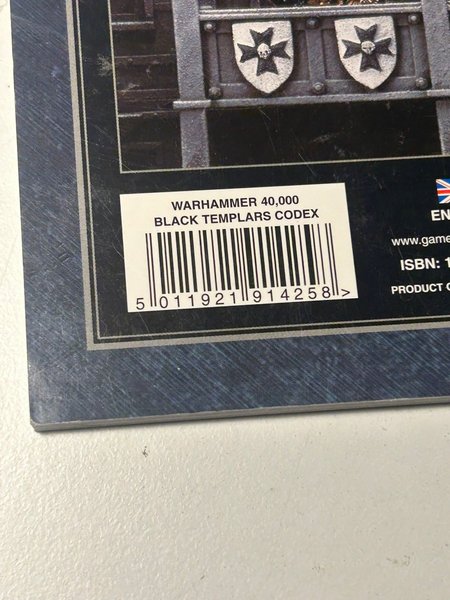 WARHAMMER 40,000
BLACK TEMPLARS CODEX
5 011921 914258 >
EN
www.game
ISBN: 1
PRODUCT